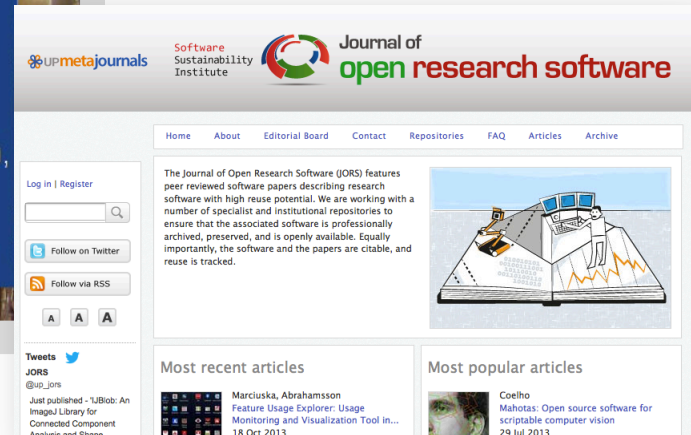 UPmetajournals
Software
Sustainability
Institute
Journal of
open research software
Home About Editorial Board Contact Repositories FAQ Articles Archive
Log in | Register
Follow on Twitter
Follow via RSS
A A A
Tweets
JORS
@up_jors
Just published - 'IJBlob: An
ImageJ Library for
Connected Component
Analysis and Shape
The Journal of Open Research Software (JORS) features
peer reviewed software papers describing research
software with high reuse potential. We are working with a
number of specialist and institutional repositories to
ensure that the associated software is professionally
archived, preserved, and is openly available. Equally
importantly, the software and the papers are citable, and
reuse is tracked.
Most recent articles
Marciuska, Abrahamsson
Feature Usage Explorer: Usage
Monitoring and Visualization Tool in...
18 Oct 2013
Most popular articles
Coelho
Mahotas: Open source software for
scriptable computer vision
29 Jul 2013